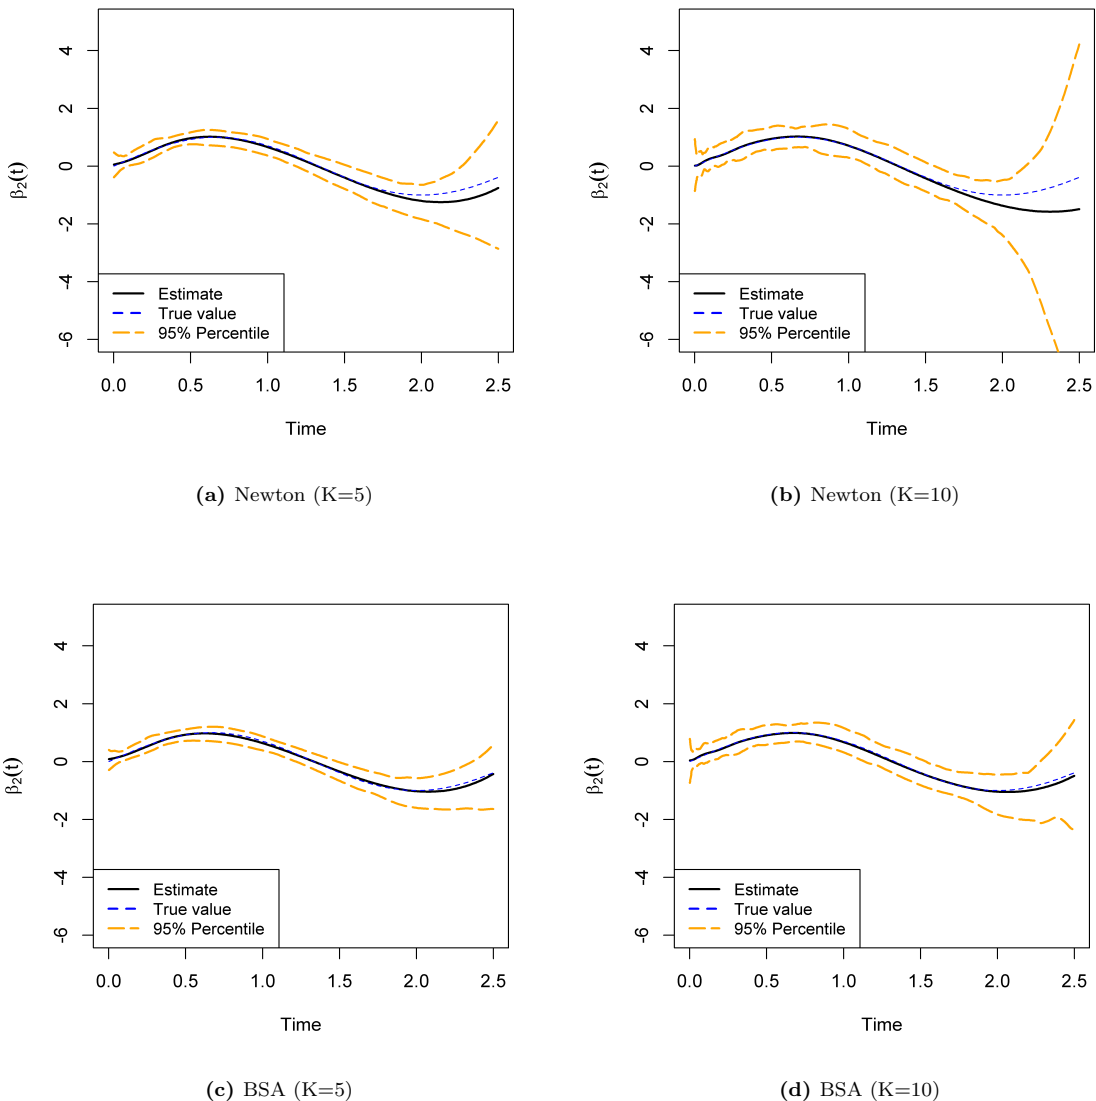 β2(t)
4
2
0
-2
-4
-6
Estimate
True value
95% Percentile
0.0 0.5 1.0 1.5 2.0 2.5
Time
(a) Newton (K=5)
β2(t)
4
2
0
-2
-4
-6
Estimate
True value
95% Percentile
0.0 0.5 1.0 1.5 2.0 2.5
Time
(b) Newton (K=10)
β2(t)
4
2
0
-2
-4
-6
Estimate
True value
95% Percentile
0.0 0.5 1.0 1.5 2.0 2.5
Time
(c) BSA (K=5)
β2(t)
4
2
0
-2
-4
-6
Estimate
True value
95% Percentile
0.0 0.5 1.0 1.5 2.0 2.5
Time
(d) BSA (K=10)